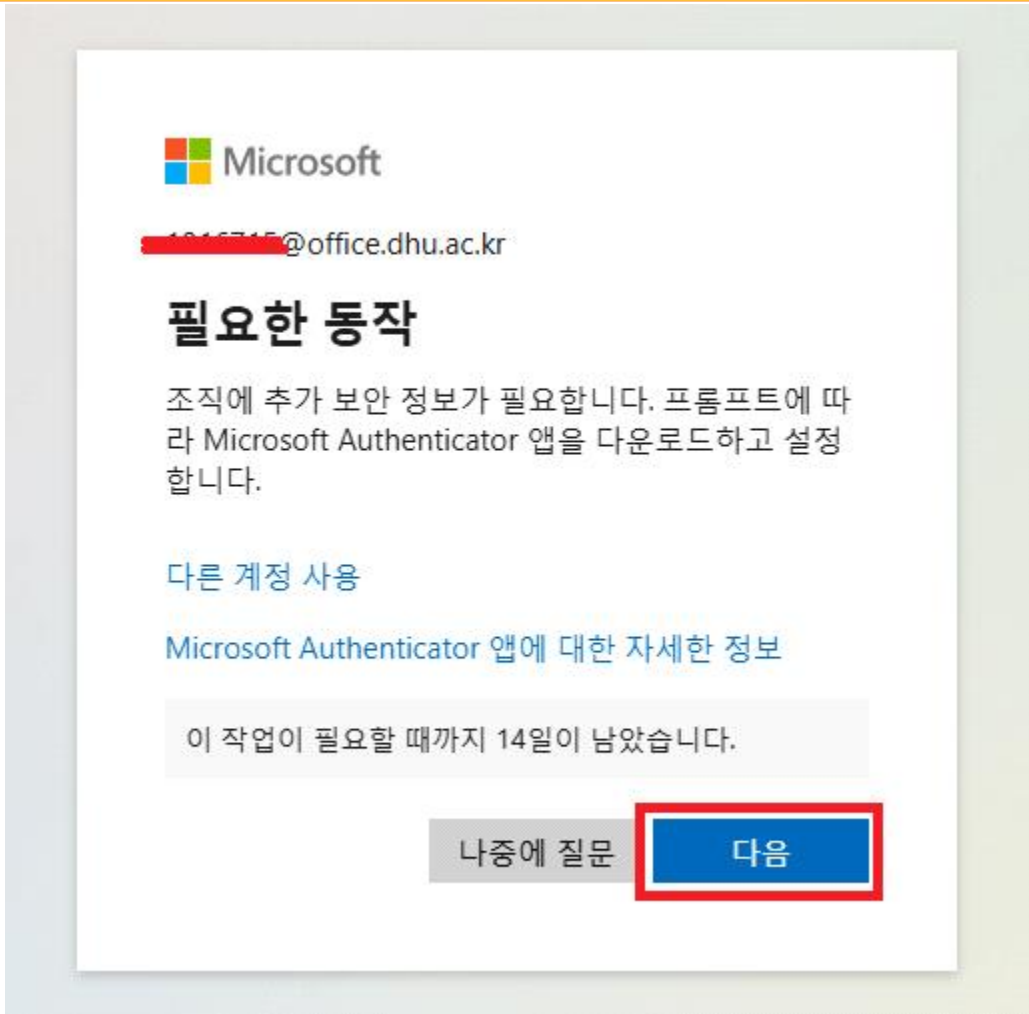 Microsoft
@office.dhu.ac.kr
필요한 동작
조직에 추가 보안 정보가 필요합니다. 프롬프트에 따
라 Microsoft Authenticator 앱을 다운로드하고 설정
합니다.
다른 계정 사용
Microsoft Authenticator 앱에 대한 자세한 정보
이 작업이 필요할 때까지 14일이 남았습니다.
나중에 질문 다음